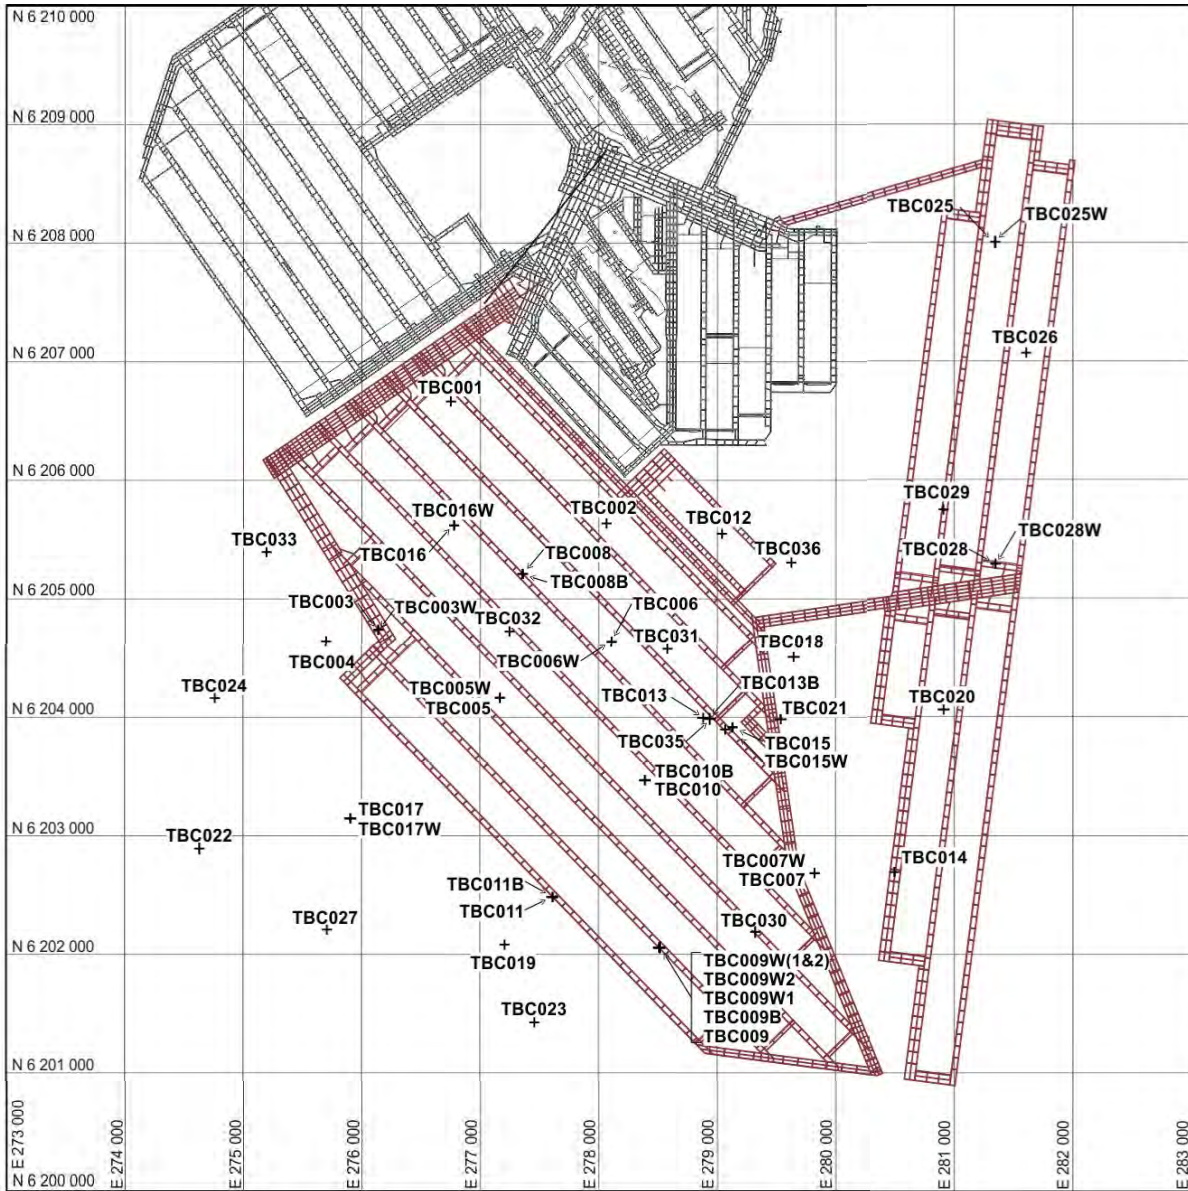 N 6 210 000
N 6 209 000
TBC025
TBC025W
N 6 208 000
N 6 207 000
TBC026
TBC001
N 6 206 000
TBC016W
TBC002
TBC012
TBC029
TBC033
TBC016
TBC008
TBC008B
TBC036
TBC028
TBC028W
N 6 205 000
TBC003
TBC003W
TBC032
TBC006
TBC031
TBC004
TBC006W
TBC018
TBC024
TBC005W
TBC005
TBC013
TBC013B
TBC020
TBC021
N 6 204 000
TBC035
TBC015
TBC015W
TBC010B
TBC010
TBC017
TBC017W
N 6 203 000
TBC022
TBC007W
TBC007
TBC014
TBC011B
TBC011
TBC027
TBC030
N 6 202 000
TBC019
TBC009W(1&2)
TBC009W2
TBC009W1
TBC009B
TBC009
TBC023
N 6 201 000
N 6 200 000
E 273 000
E 274 000
E 275 000
E 276 000
E 277 000
E 278 000
E 279 000
E 280 000
E 281 000
E 282 000
E 283 000